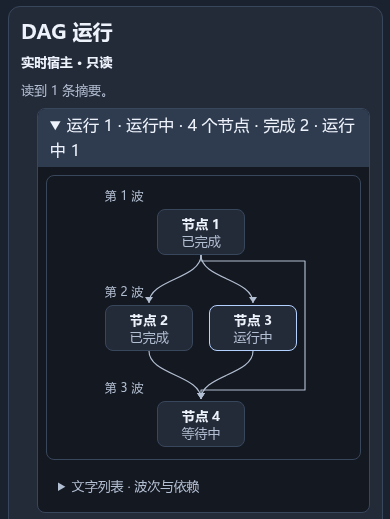 DAG 运行
实时宿主 • 只读
读到 1 条摘要。
▼ 运行 1 · 运行中 · 4 个节点 · 完成 2 · 运行
中 1
第 1 波
节点 1
已完成
第 2 波
节点 2
已完成
节点 3
运行中
第 3 波
节点 4
等待中
▶ 文字列表 · 波次与依赖